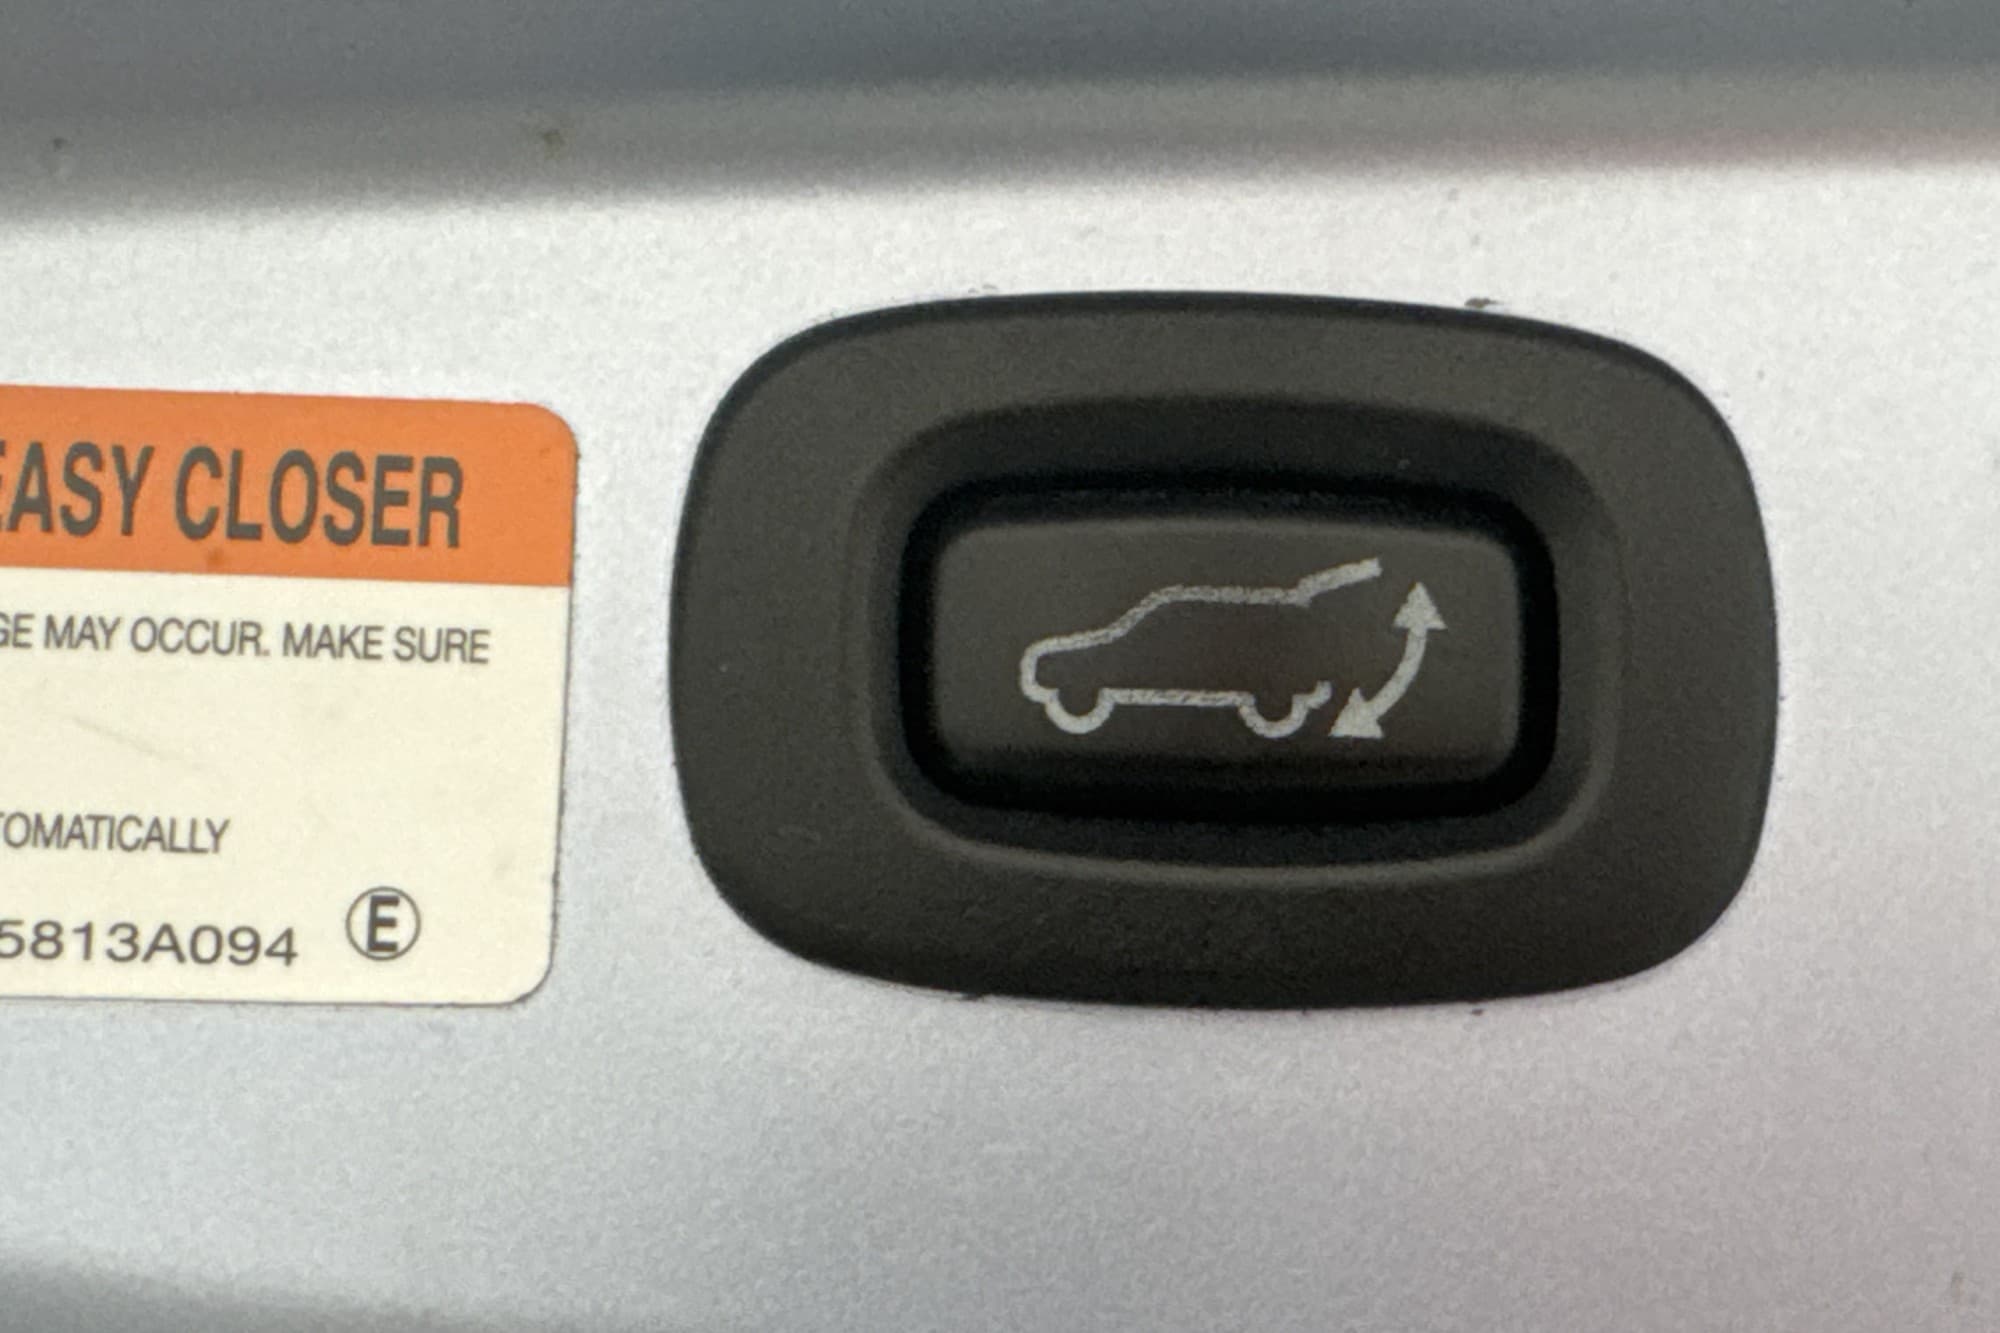 EASY CLOSER
GE MAY OCCUR. MAKE SURE
TOMATICALLY
5813A094 E